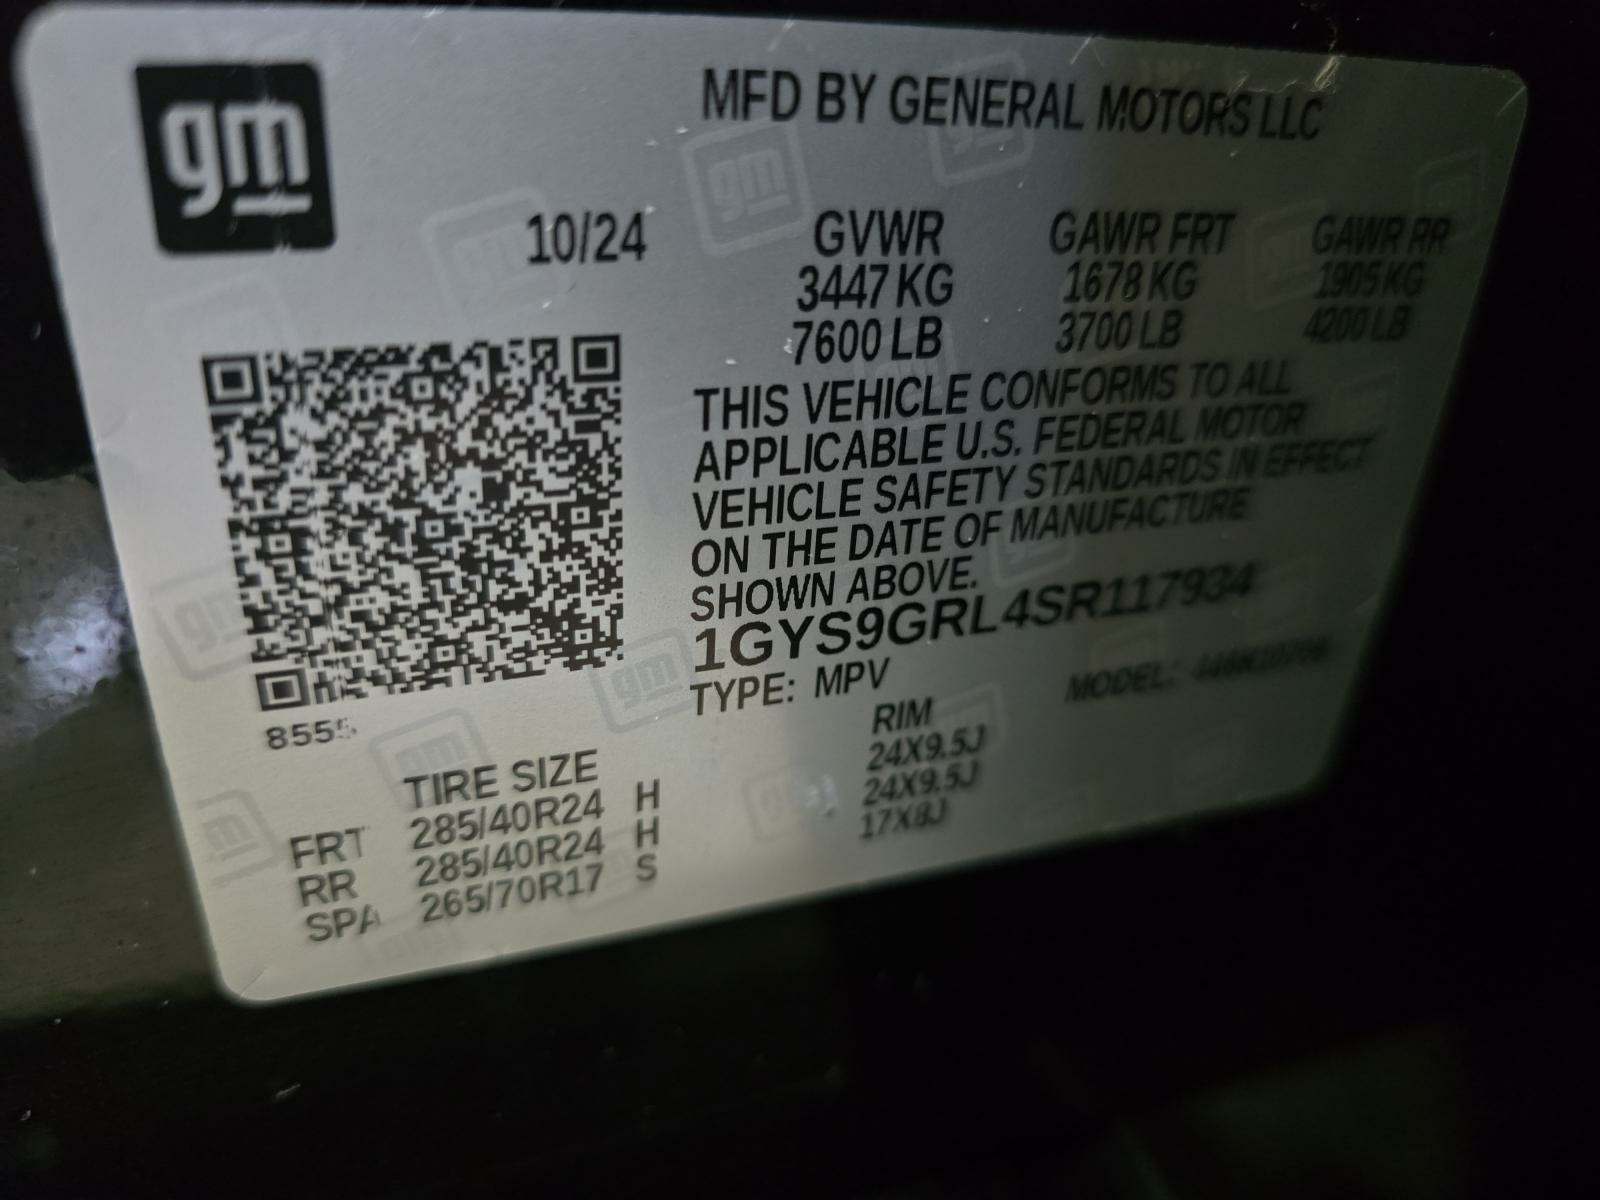 gm
MFD BY GENERAL MOTORS LLC
10/24 GVWR GAWR FRT GAWR RR
3447 KG 1678 KG 1905 KG
7600 LB 3700 LB 4200 LB
THIS VEHICLE CONFORMS TO ALL
APPLICABLE U.S. FEDERAL MOTOR
VEHICLE SAFETY STANDARDS IN EFFECT
ON THE DATE OF MANUFACTURE
SHOWN ABOVE.
1GYS9GRL4SR117934
TYPE: MPV MODEL:
8555
TIRE SIZE RIM
FRT 285/40R24 H 24X9.5J
RR 285/40R24 H 24X9.5J
SPA 265/70R17 S 17X8J